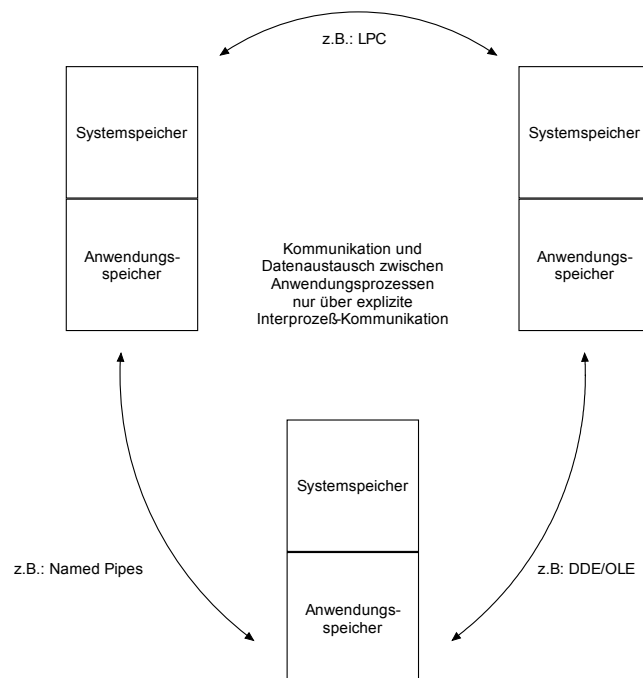 z.B.: LPC
Systemspeicher
Systemspeicher
Anwendungs-
speicher
Kommunikation und
Datenaustausch zwischen
Anwendungsprozessen
nur über explizite
Interprozeß-Kommunikation
Anwendungs-
speicher
Systemspeicher
z.B.: Named Pipes
z.B: DDE/OLE
Anwendungs-
speicher